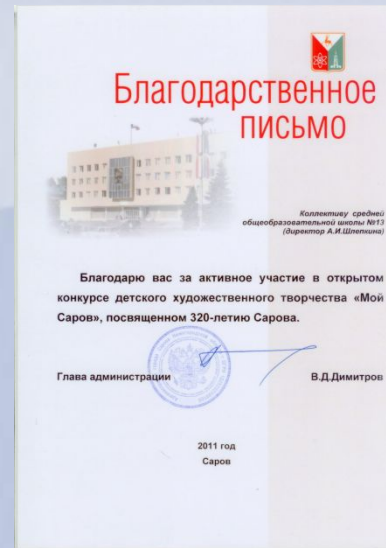 Благодарственное
письмо
Коллективу средней
общеобразовательной школы №13
(директор А.И.Шлепкина)
Благодарю вас за активное участие в открытом
конкурсе детского художественного творчества «Мой
Саров», посвященном 320-летию Сарова.
Глава администрации
В.Д.Димитров
2011 год
Саров